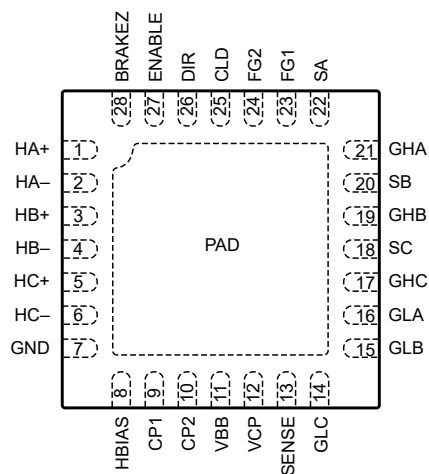 BRAKEZ
ENABLE
DIR
CLD
FG2
FG1
SA
28
27
26
25
24
23
22
HA+ 1
HA– 2
HB+ 3
HB– 4
HC+ 5
HC– 6
GND 7
PAD
21 GHA
20 SB
19 GHB
18 SC
17 GHC
16 GLA
15 GLB
8
9
10
11
12
13
14
HBIAS
CP1
CP2
VBB
VCP
SENSE
GLC